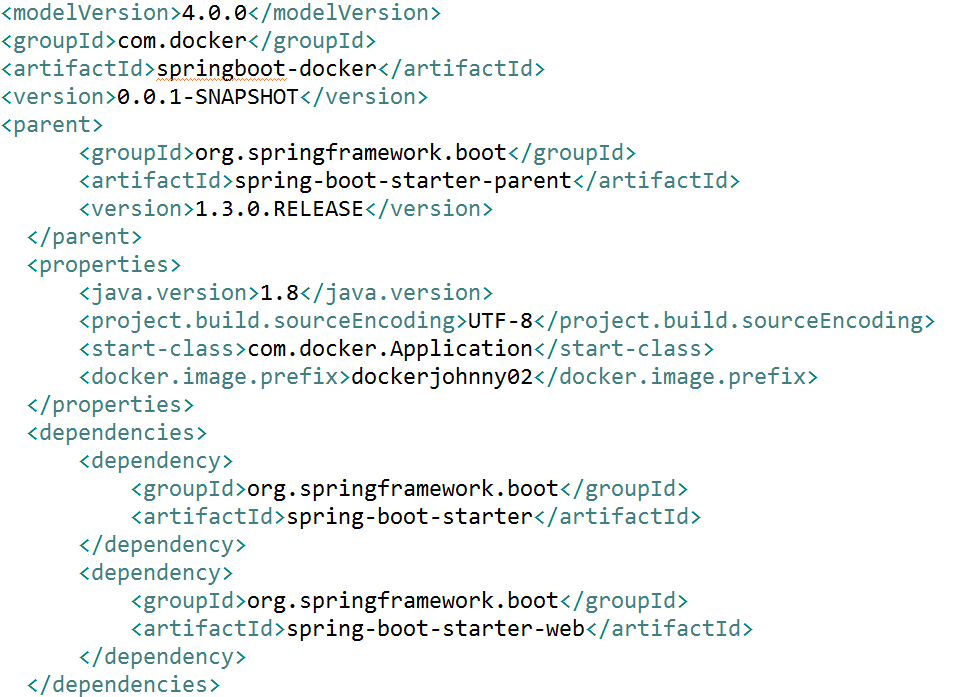 <modelVersion>4.0.0</modelVersion>
<groupId>com.docker</groupId>
<artifactId>springboot-docker</artifactId>
<version>0.0.1-SNAPSHOT</version>
<parent>
<groupId>org.springframework.boot</groupId>
<artifactId>spring-boot-starter-parent</artifactId>
<version>1.3.0.RELEASE</version>
</parent>
<properties>
<java.version>1.8</java.version>
<project.build.sourceEncoding>UTF-8</project.build.sourceEncoding>
<start-class>com.docker.Application</start-class>
<docker.image.prefix>dockerjohnny02</docker.image.prefix>
</properties>
<dependencies>
<dependency>
<groupId>org.springframework.boot</groupId>
<artifactId>spring-boot-starter</artifactId>
</dependency>
<dependency>
<groupId>org.springframework.boot</groupId>
<artifactId>spring-boot-starter-web</artifactId>
</dependency>
</dependencies>